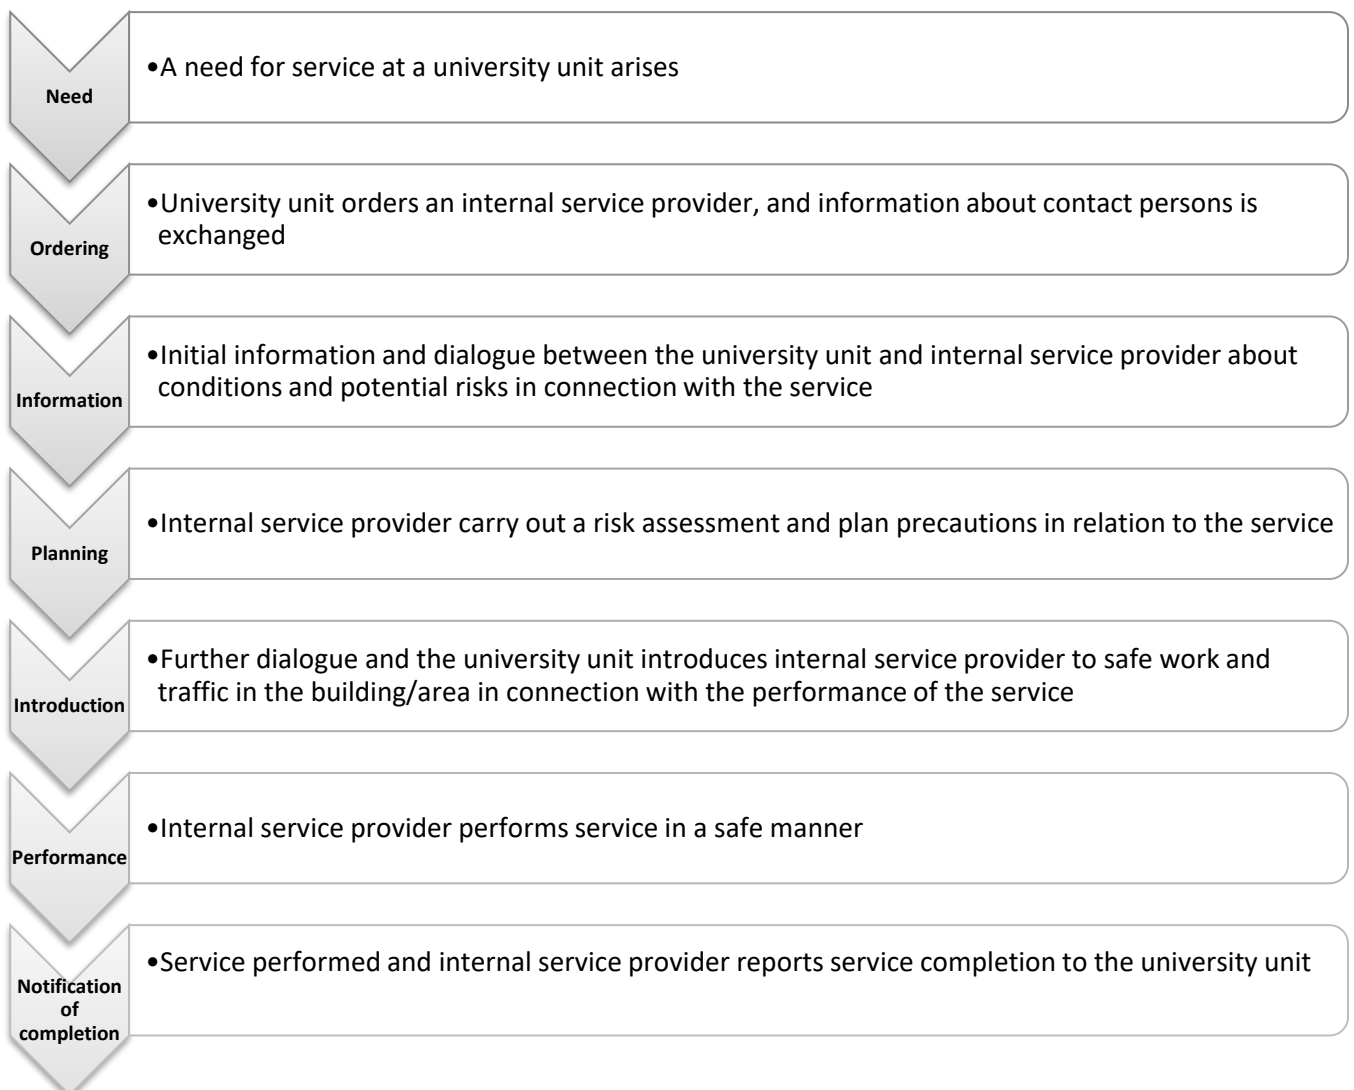 Need
•A need for service at a university unit arises
Ordering
•University unit orders an internal service provider, and information about contact persons is
exchanged
Information
•Initial information and dialogue between the university unit and internal service provider about
conditions and potential risks in connection with the service
Planning
•Internal service provider carry out a risk assessment and plan precautions in relation to the service
Introduction
•Further dialogue and the university unit introduces internal service provider to safe work and
traffic in the building/area in connection with the performance of the service
Performance
•Internal service provider performs service in a safe manner
Notification
of
completion
•Service performed and internal service provider reports service completion to the university unit